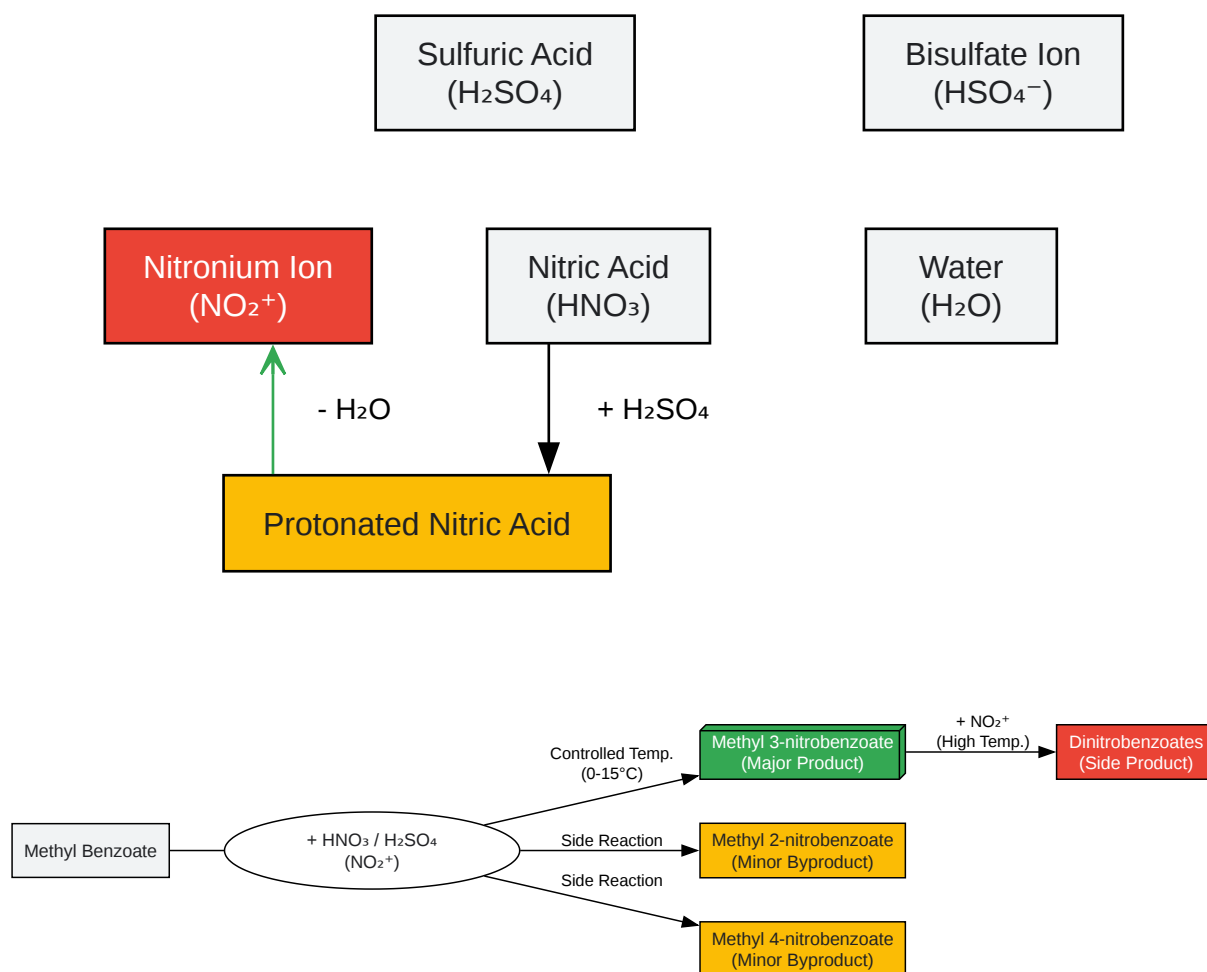 Sulfuric Acid
(H₂SO₄)
Bisulfate Ion
(HSO₄⁻)
Nitronium Ion
(NO₂⁺)
Nitric Acid
(HNO₃)
Water
(H₂O)
- H₂O
+ H₂SO₄
Protonated Nitric Acid
Methyl Benzoate
+ HNO₃ / H₂SO₄
(NO₂⁺)
Controlled Temp.
(0-15°C)
Side Reaction
Side Reaction
Methyl 3-nitrobenzoate
(Major Product)
+ NO₂⁺
(High Temp.)
Dinitrobenzoates
(Side Product)
Methyl 2-nitrobenzoate
(Minor Byproduct)
Methyl 4-nitrobenzoate
(Minor Byproduct)